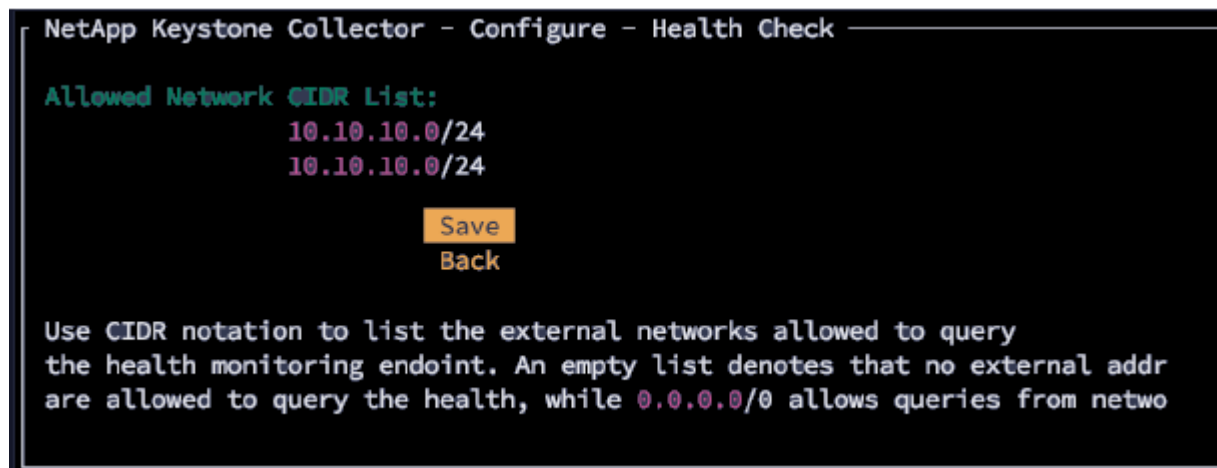 NetApp Keystone Collector - Configure - Health Check
Allowed Network CIDR List:
10.10.10.0/24
10.10.10.0/24
Save
Back
Use CIDR notation to list the external networks allowed to query
the health monitoring endoint. An empty list denotes that no external addr
are allowed to query the health, while 0.0.0.0/0 allows queries from netwo